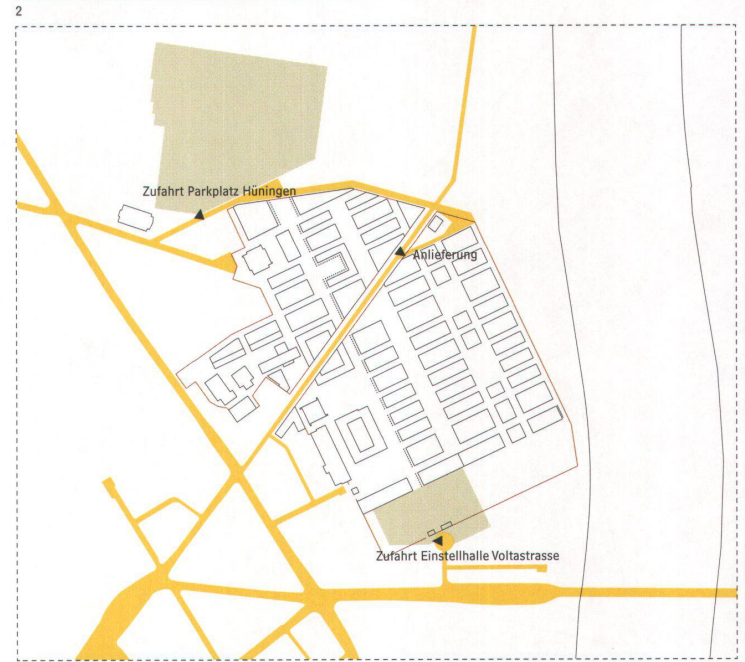 2
Zufahrt Parkplatz Hüningen
Anlieferung
Zufahrt Einstellhalle Voltastrasse